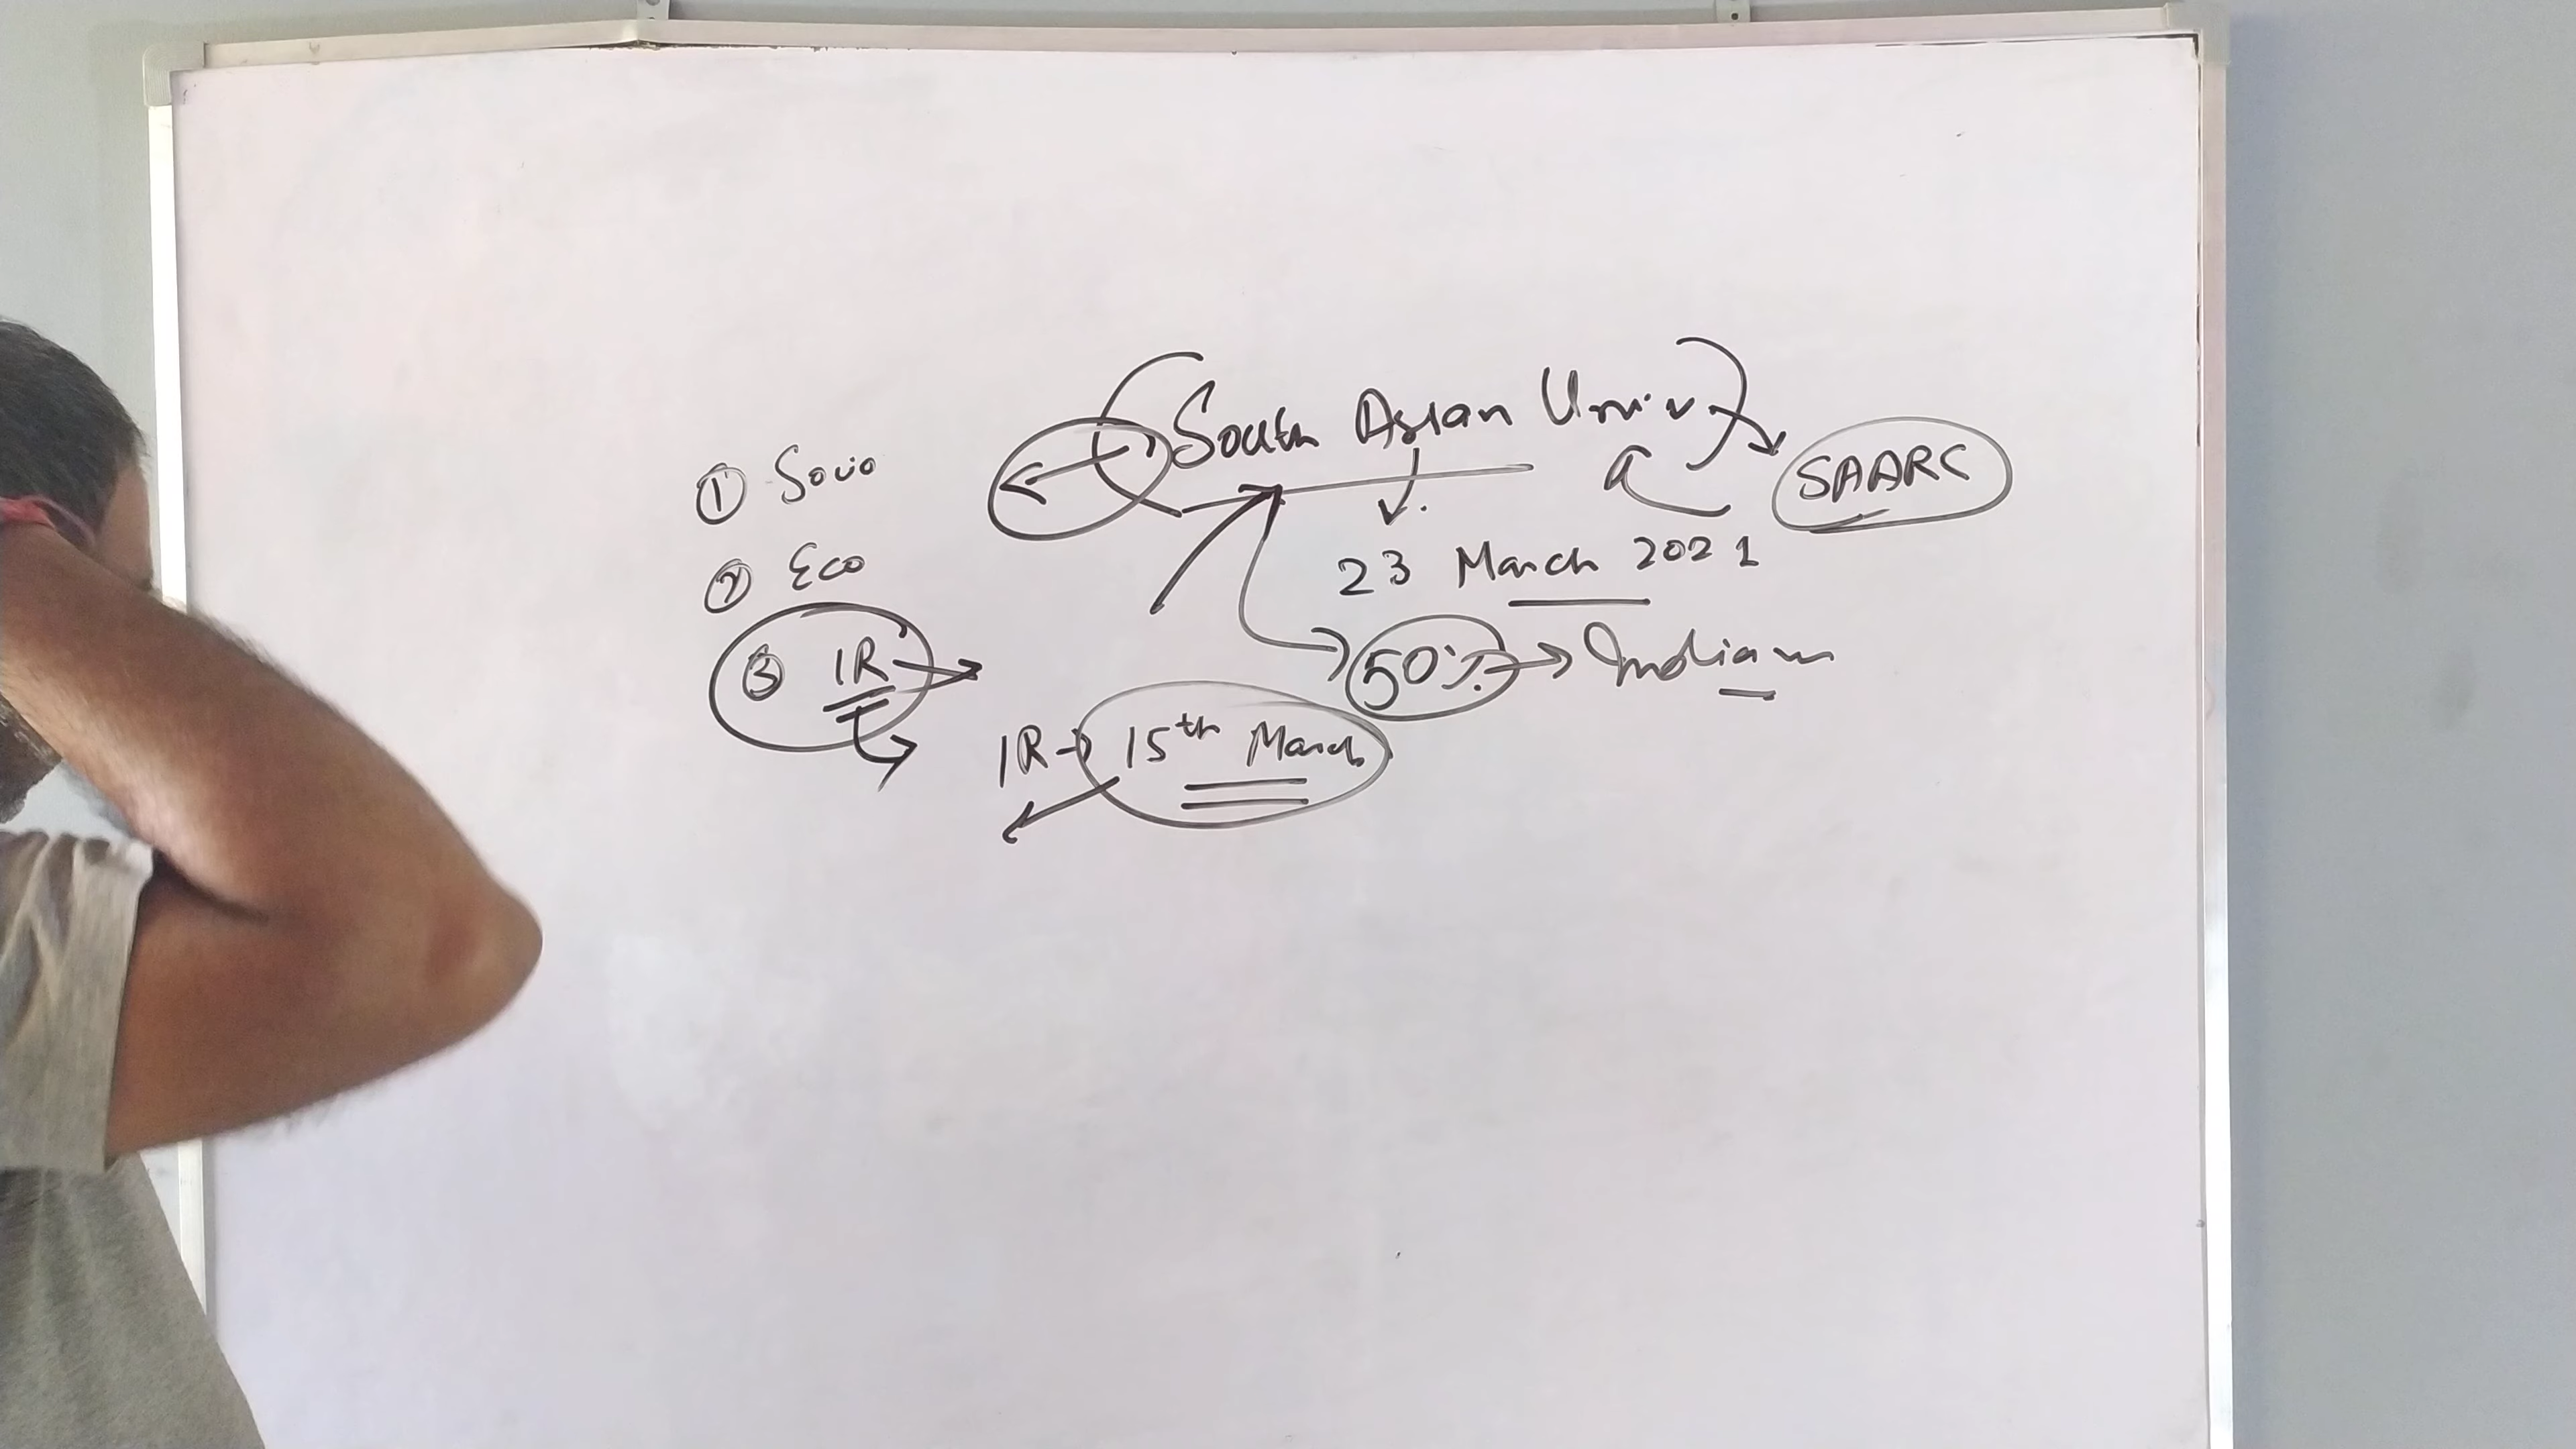 South Asian Univ
SAARC
① Socio
② Eco
③ IR
23 March 2021
50% → Indian
IR → 15th March